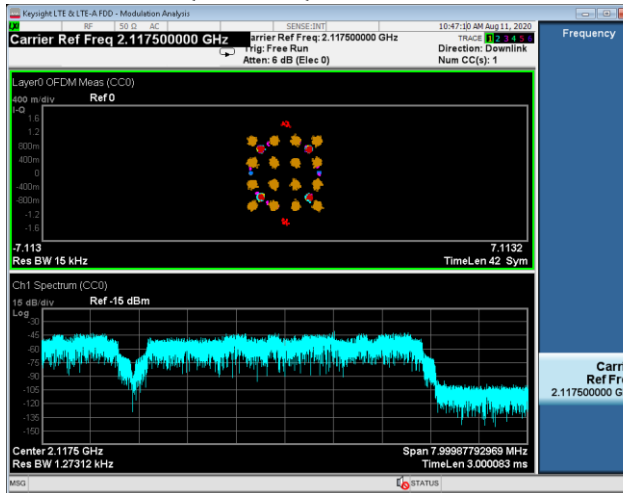 Keysight LTE & LTE-A FDD - Modulation Analysis
RF 50 Ω AC SENSE:INT 10:47:10 AM Aug 11, 2020
Carrier Ref Freq 2.117500000 GHz
Carrier Ref Freq: 2.117500000 GHz
Trig: Free Run
Atten: 6 dB (Elec 0)
TRACE 1 2 3 4 5 6
Direction: Downlink
Num CC(s): 1
Frequency
Layer0 OFDM Meas (CC0)
400 m/div Ref 0
I-Q
1.6
1.2
800m
400m
0
-400m
-800m
-1.2
-1.6
-7.113 7.1132
Res BW 15 kHz TimeLen 42 Sym
Ch1 Spectrum (CC0)
15 dB/div Ref -15 dBm
Log
-30
-45
-60
-75
-90
-105
-120
-135
-150
Carri
Ref Fre
2.117500000 G
Center 2.1175 GHz Span 7.99987792969 MHz
Res BW 1.27312 kHz TimeLen 3.000083 ms
MSG STATUS